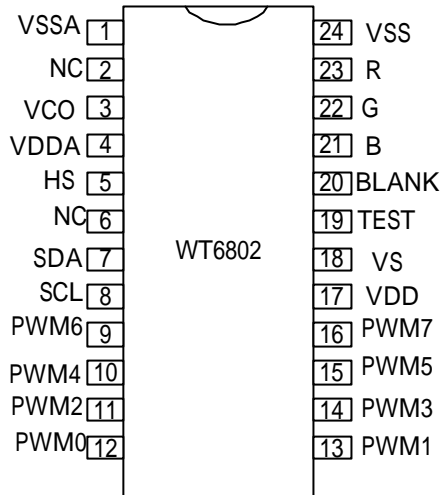 VSSA 1 24 VSS
NC 2 23 R
VCO 3 22 G
VDDA 4 21 B
HS 5 20 BLANK
NC 6 19 TEST
WT6802
SDA 7 18 VS
SCL 8 17 VDD
PWM6 9 16 PWM7
PWM4 10 15 PWM5
PWM2 11 14 PWM3
PWM0 12 13 PWM1